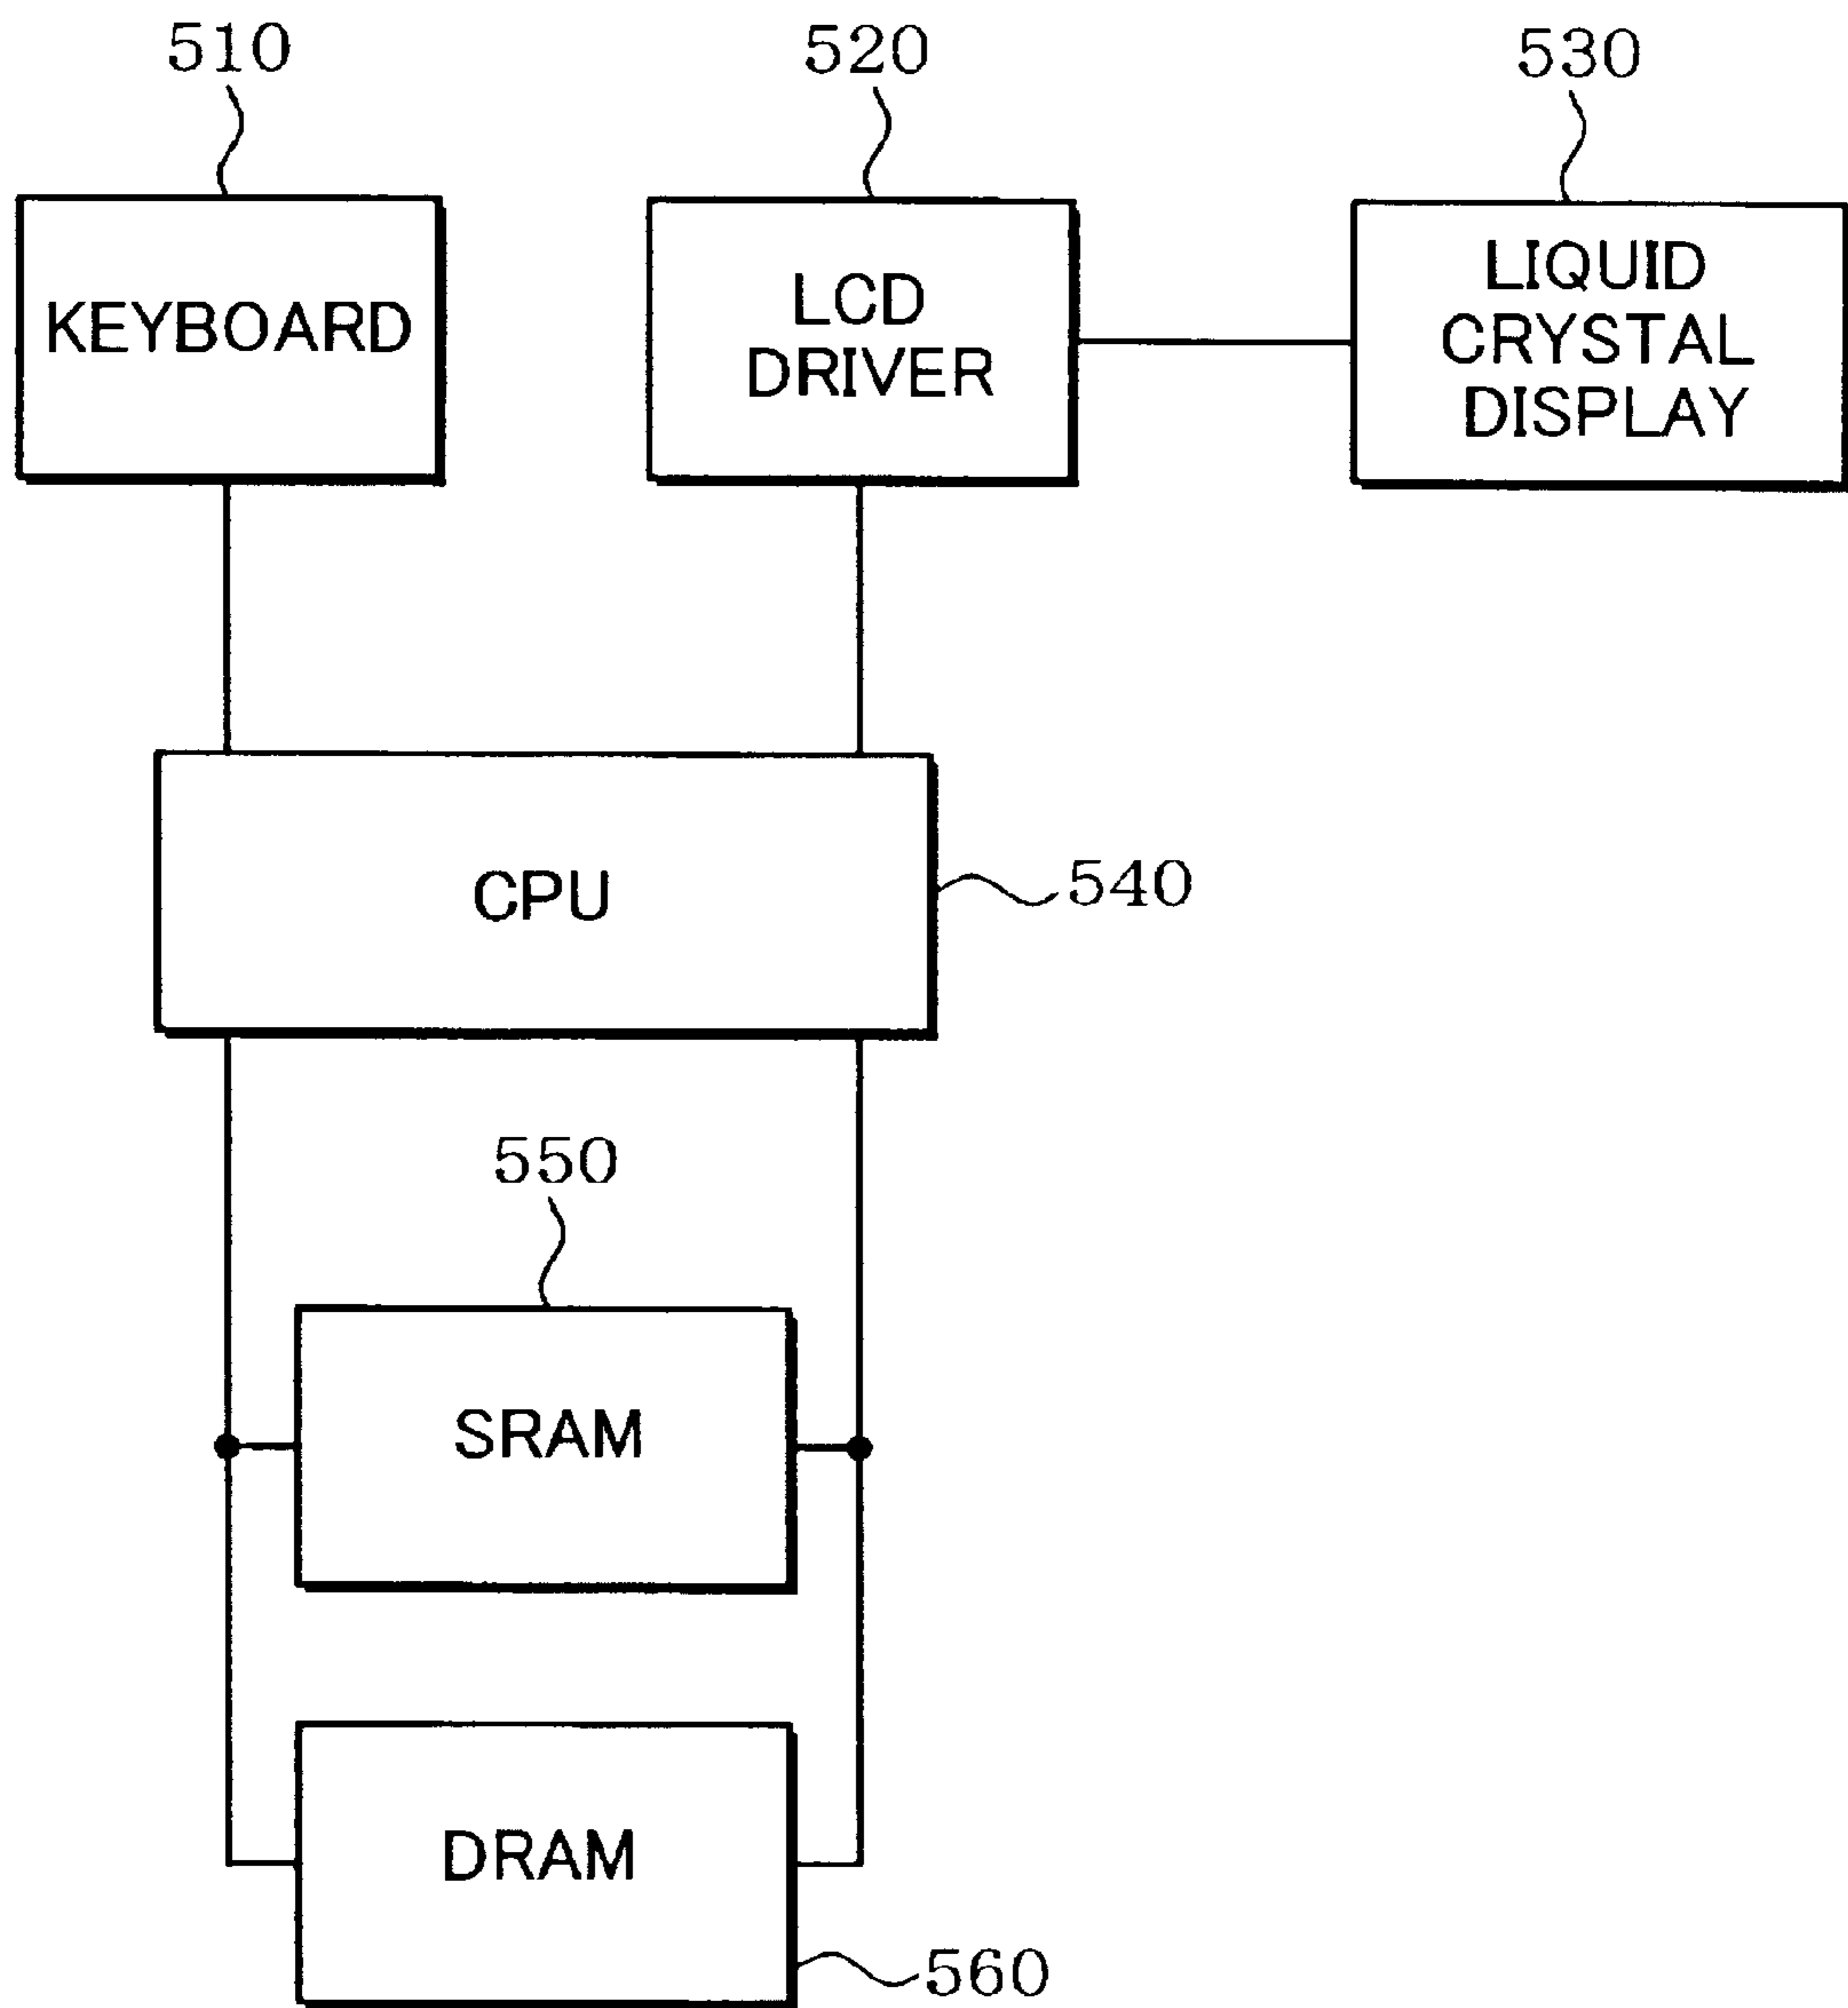 510
520
530
KEYBOARD
LCD
DRIVER
LIQUID
CRYSTAL
DISPLAY
CPU
540
550
SRAM
DRAM
560